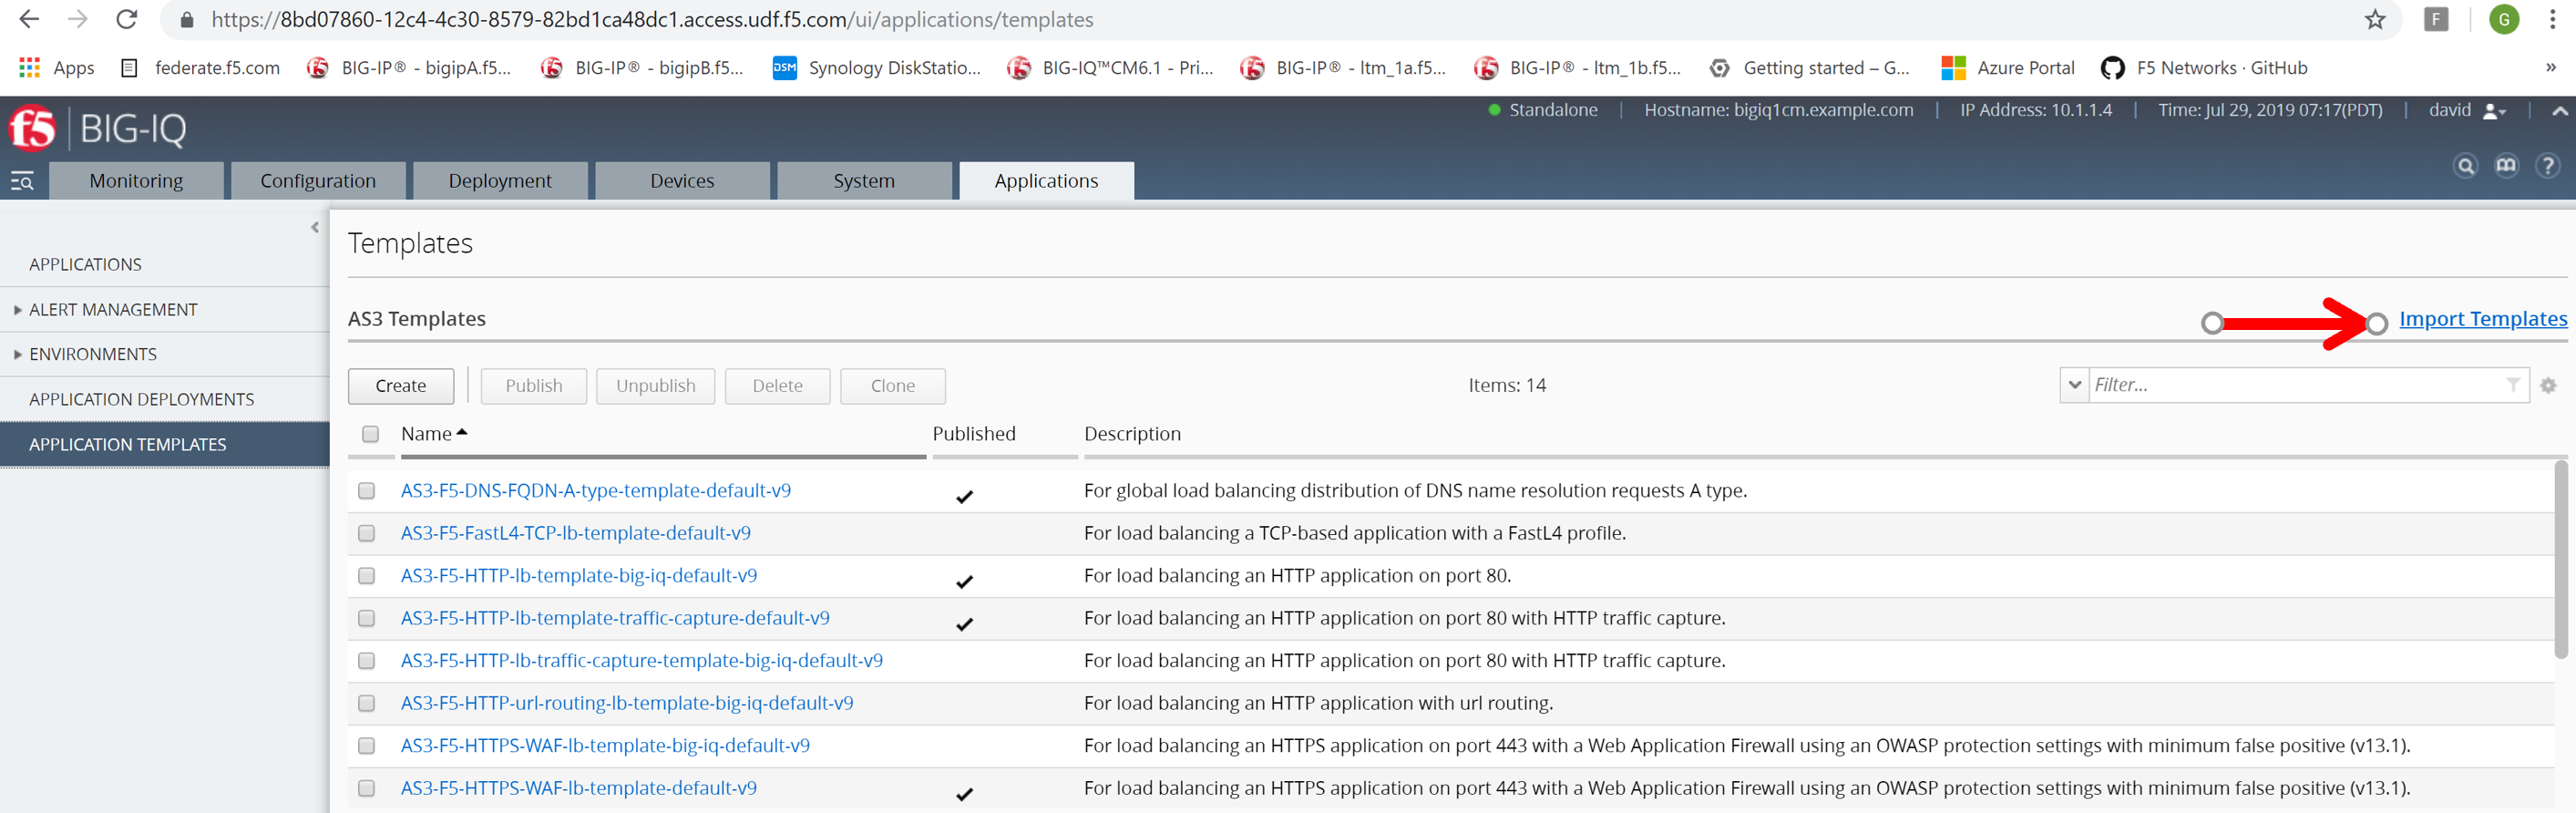 https://8bd07860-12c4-4c30-8579-82bd1ca48dc1.access.udf.f5.com/ui/applications/templates
F
G
Apps
federate.f5.com
BIG-IP® - bigipA.f5...
BIG-IP® - bigipB.f5...
DSM
Synology DiskStatio...
BIG-IQ™CM6.1 - Pri...
BIG-IP® - ltm_1a.f5...
BIG-IP® - ltm_1b.f5...
Getting started – G...
Azure Portal
F5 Networks · GitHub
»
f5 BIG-IQ
Standalone
Hostname: bigiq1cm.example.com
IP Address: 10.1.1.4
Time: Jul 29, 2019 07:17(PDT)
david
Monitoring
Configuration
Deployment
Devices
System
Applications
?
APPLICATIONS
ALERT MANAGEMENT
ENVIRONMENTS
APPLICATION DEPLOYMENTS
APPLICATION TEMPLATES
Templates
AS3 Templates
Import Templates
Create
Publish
Unpublish
Delete
Clone
Items: 14
Filter...
Name Published Description
AS3-F5-DNS-FQDN-A-type-template-default-v9 For global load balancing distribution of DNS name resolution requests A type.
AS3-F5-FastL4-TCP-lb-template-default-v9 For load balancing a TCP-based application with a FastL4 profile.
AS3-F5-HTTP-lb-template-big-iq-default-v9 For load balancing an HTTP application on port 80.
AS3-F5-HTTP-lb-template-traffic-capture-default-v9 For load balancing an HTTP application on port 80 with HTTP traffic capture.
AS3-F5-HTTP-lb-traffic-capture-template-big-iq-default-v9 For load balancing an HTTP application on port 80 with HTTP traffic capture.
AS3-F5-HTTP-url-routing-lb-template-big-iq-default-v9 For load balancing an HTTP application with url routing.
AS3-F5-HTTPS-WAF-lb-template-big-iq-default-v9 For load balancing an HTTPS application on port 443 with a Web Application Firewall using an OWASP protection settings with minimum false positive (v13.1).
AS3-F5-HTTPS-WAF-lb-template-default-v9 For load balancing an HTTPS application on port 443 with a Web Application Firewall using an OWASP protection settings with minimum false positive (v13.1).